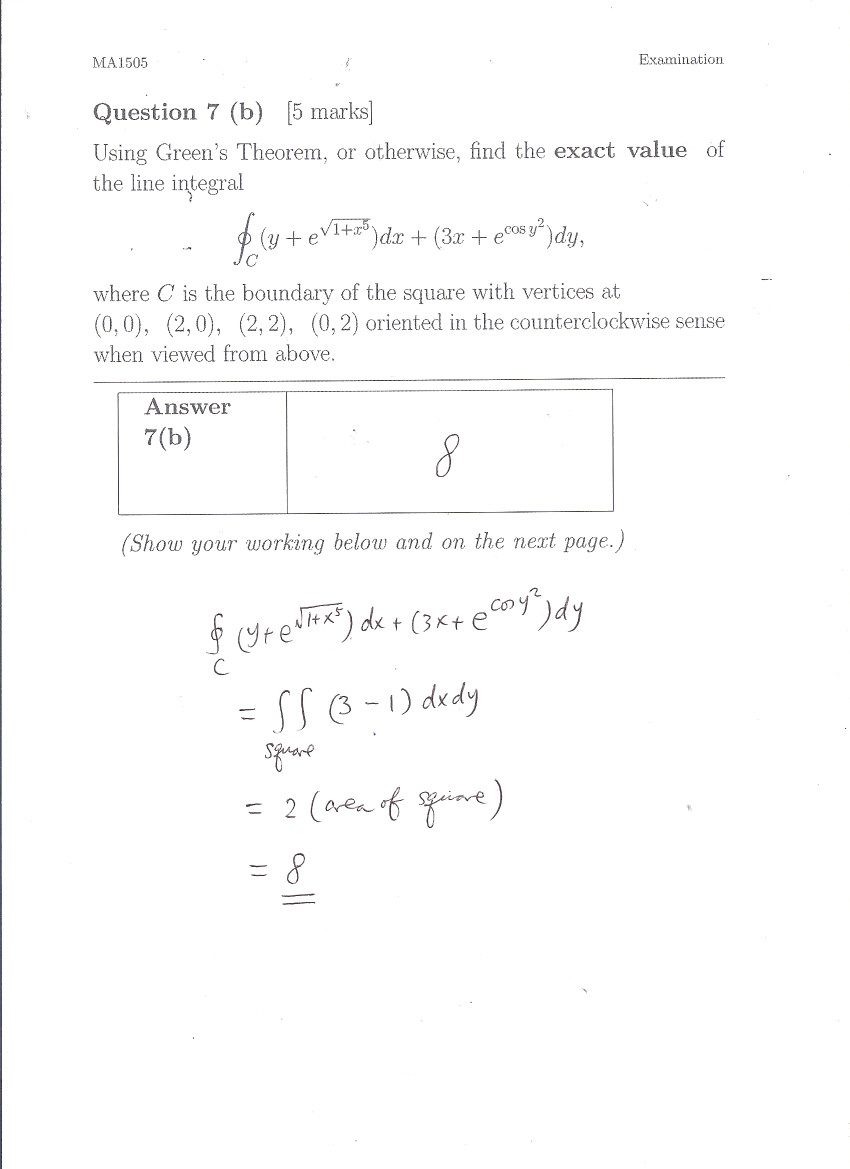 MA1505 Examination
Question 7 (b) [5 marks]
Using Green's Theorem, or otherwise, find the exact value of
the line integral
∮_C (y + e^{√(1+x^5)})dx + (3x + e^{cos y^2})dy,
where C is the boundary of the square with vertices at
(0,0), (2,0), (2,2), (0,2) oriented in the counterclockwise sense
when viewed from above.
Answer
7(b)
8
(Show your working below and on the next page.)
∮_C (y+e^{√(1+x^5)}) dx + (3x+e^{cos y^2}) dy
= ∬_{square} (3 − 1) dxdy
= 2 (area of square)
= 8